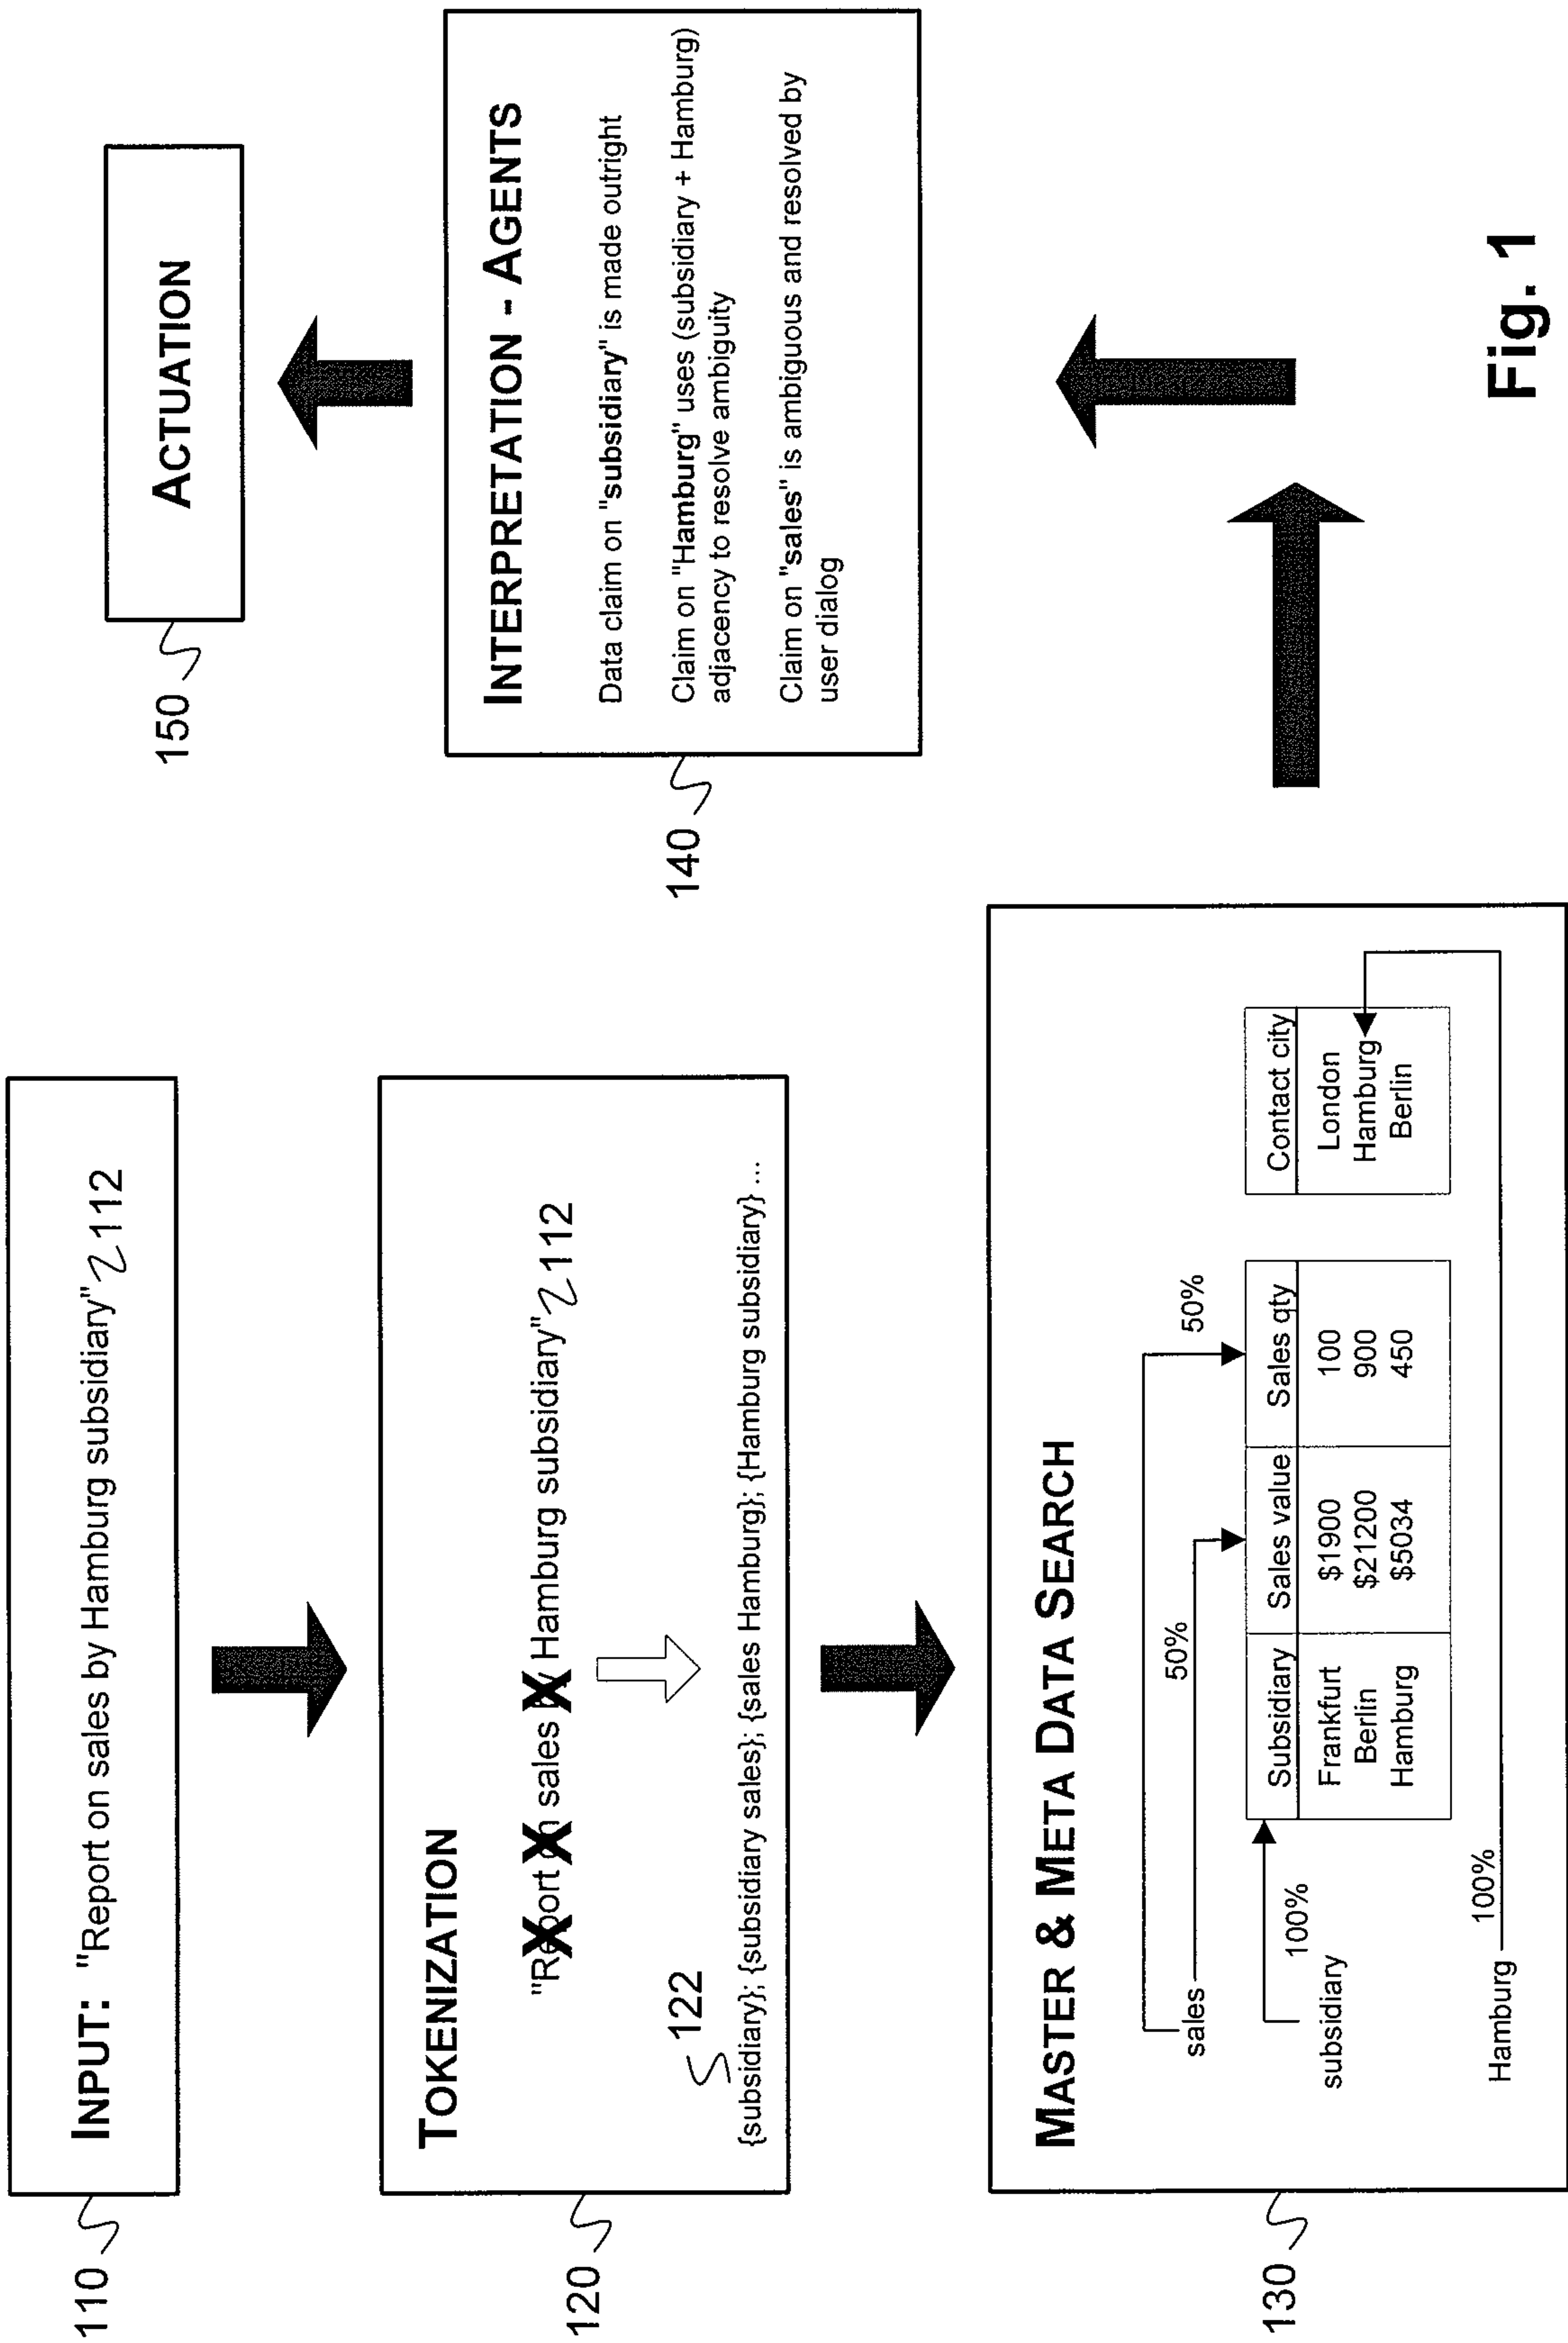 110
INPUT: "Report on sales by Hamburg subsidiary" 112
120
TOKENIZATION
"Report on sales by Hamburg subsidiary" 112
122
{subsidiary}; {subsidiary sales}; {sales Hamburg}; {Hamburg subsidiary} ...
130
MASTER & META DATA SEARCH
50%
50%
sales
100%
subsidiary
Subsidiary Sales value Sales qty
Frankfurt $1900 100
Berlin $21200 900
Hamburg $5034 450
Contact city
London
Hamburg
Berlin
100%
Hamburg
140
INTERPRETATION - AGENTS
Data claim on "subsidiary" is made outright
Claim on "Hamburg" uses (subsidiary + Hamburg)
adjacency to resolve ambiguity
Claim on "sales" is ambiguous and resolved by
user dialog
150
ACTUATION
Fig. 1